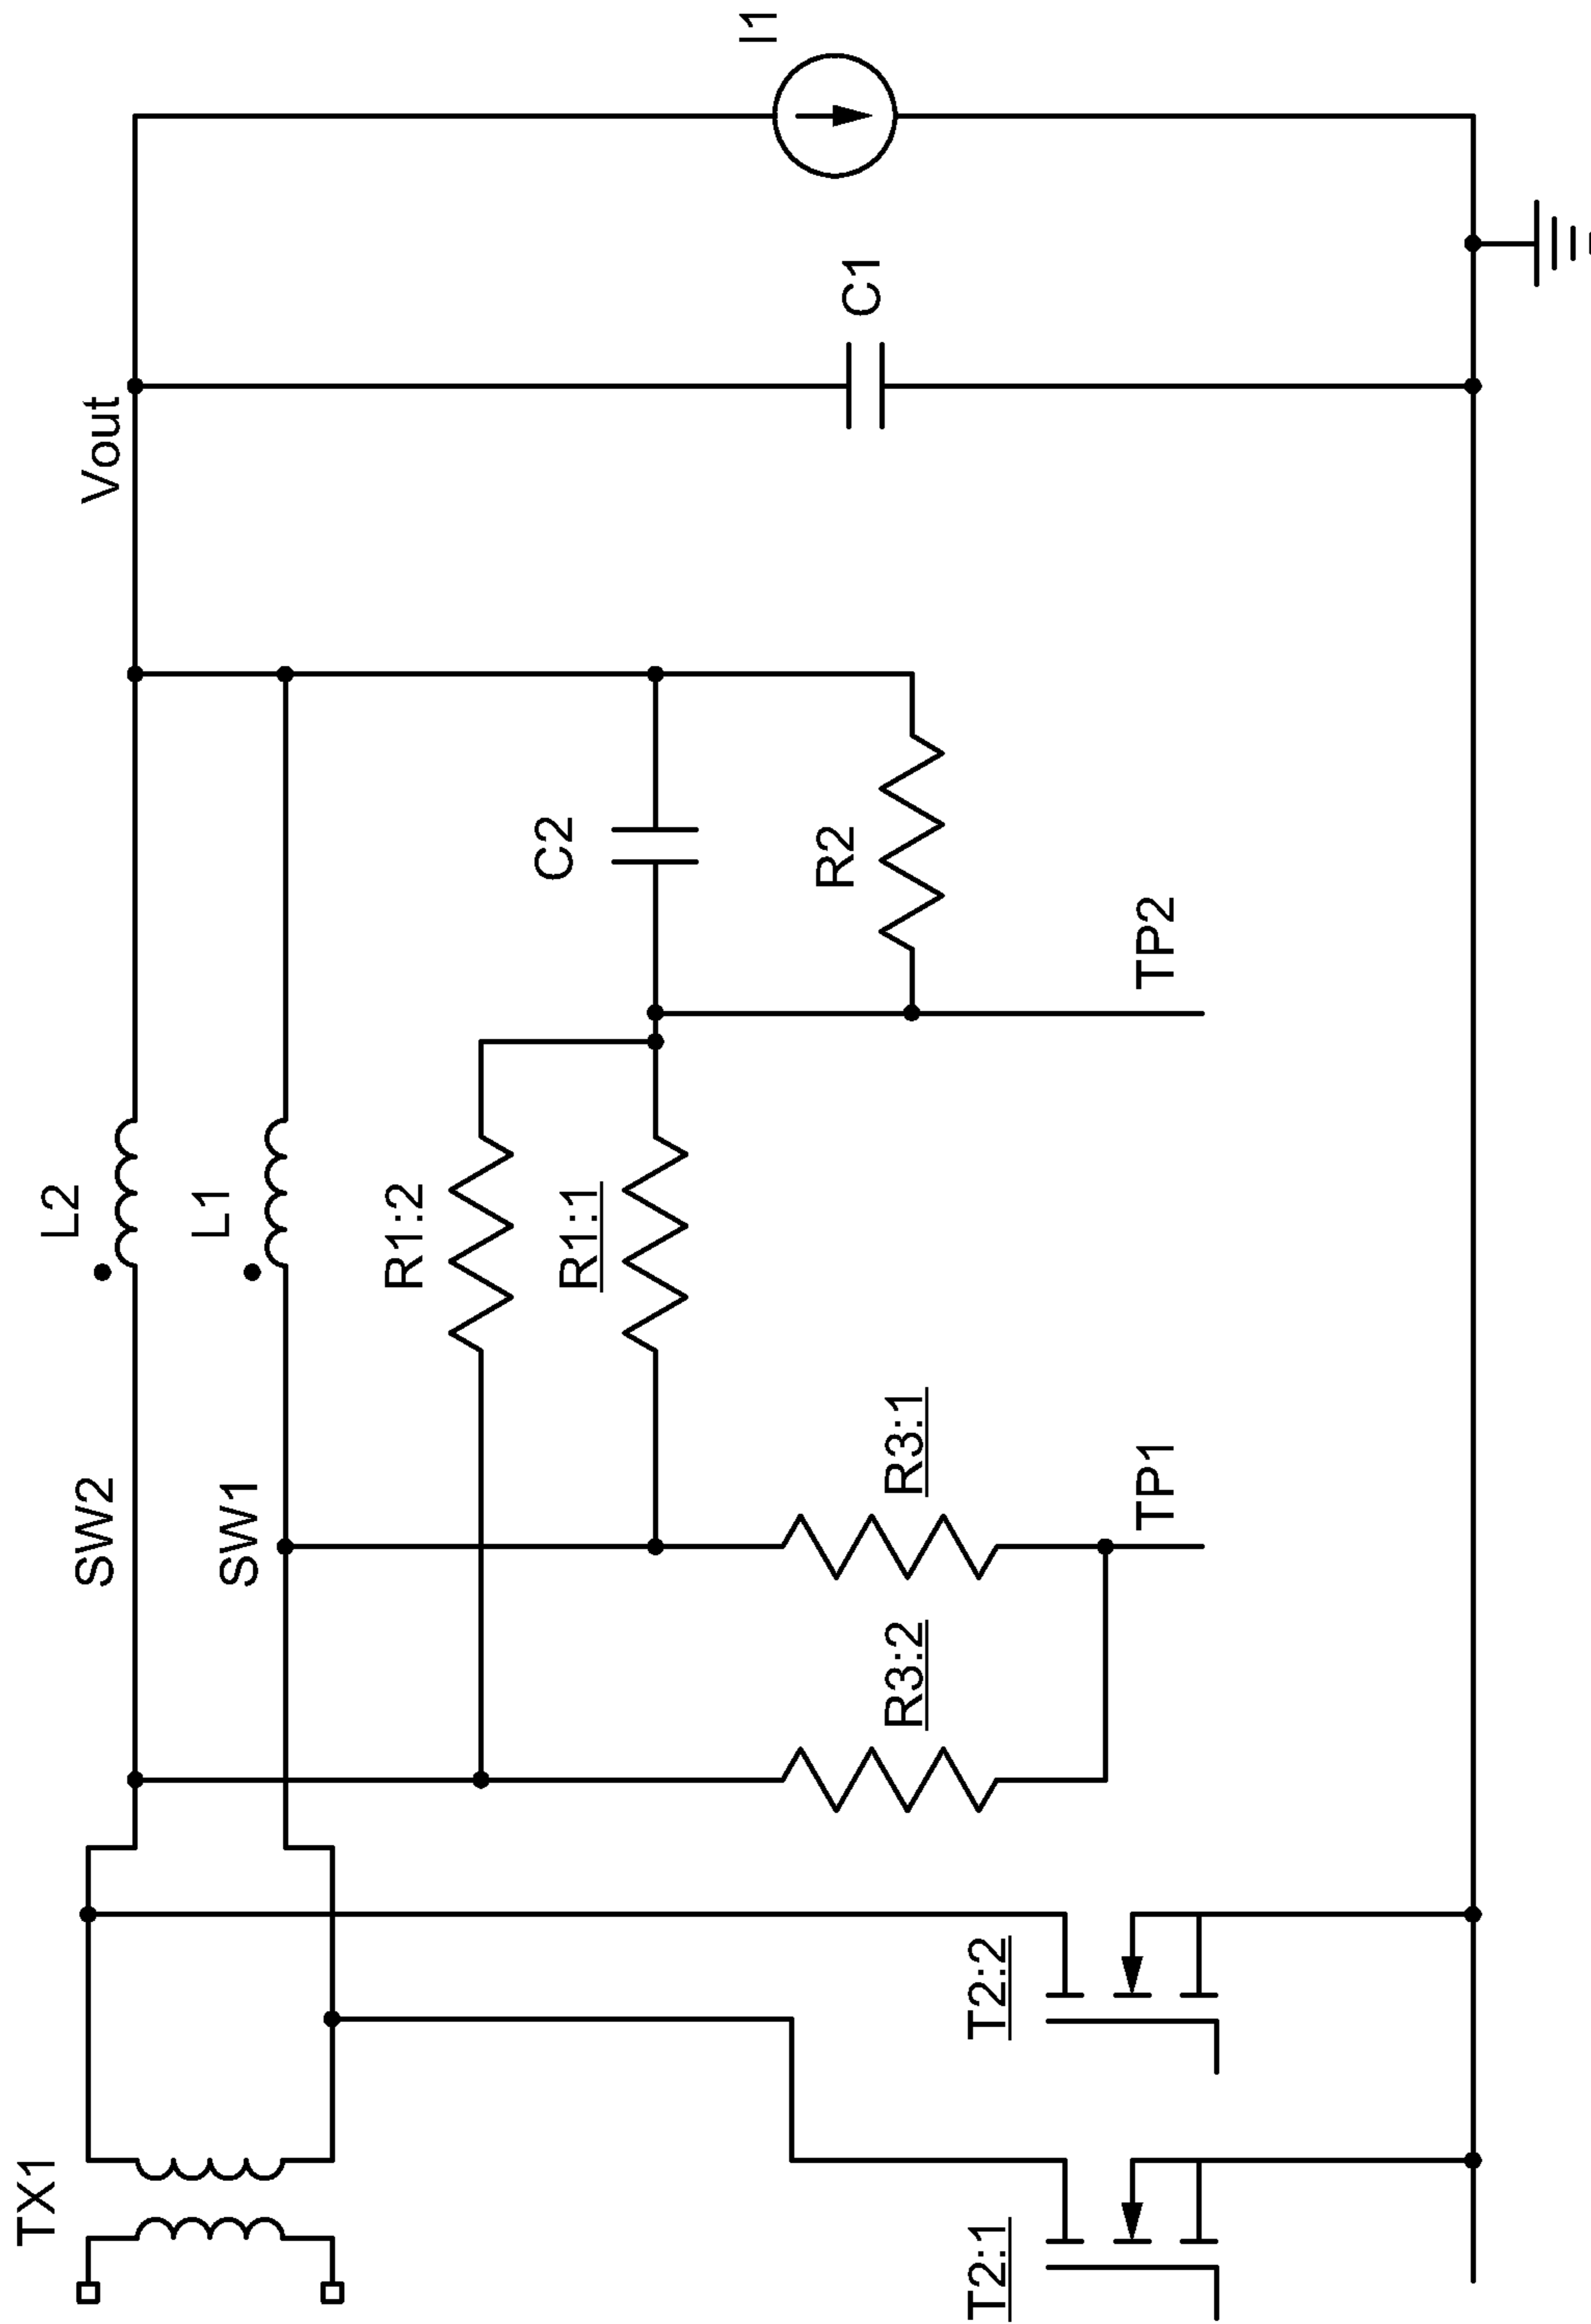 TX1
L2
L1
SW2
SW1
Vout
R1:2
R1:1
C2
R2
C1
I1
R3:2
R3:1
T2:1
T2:2
TP1
TP2